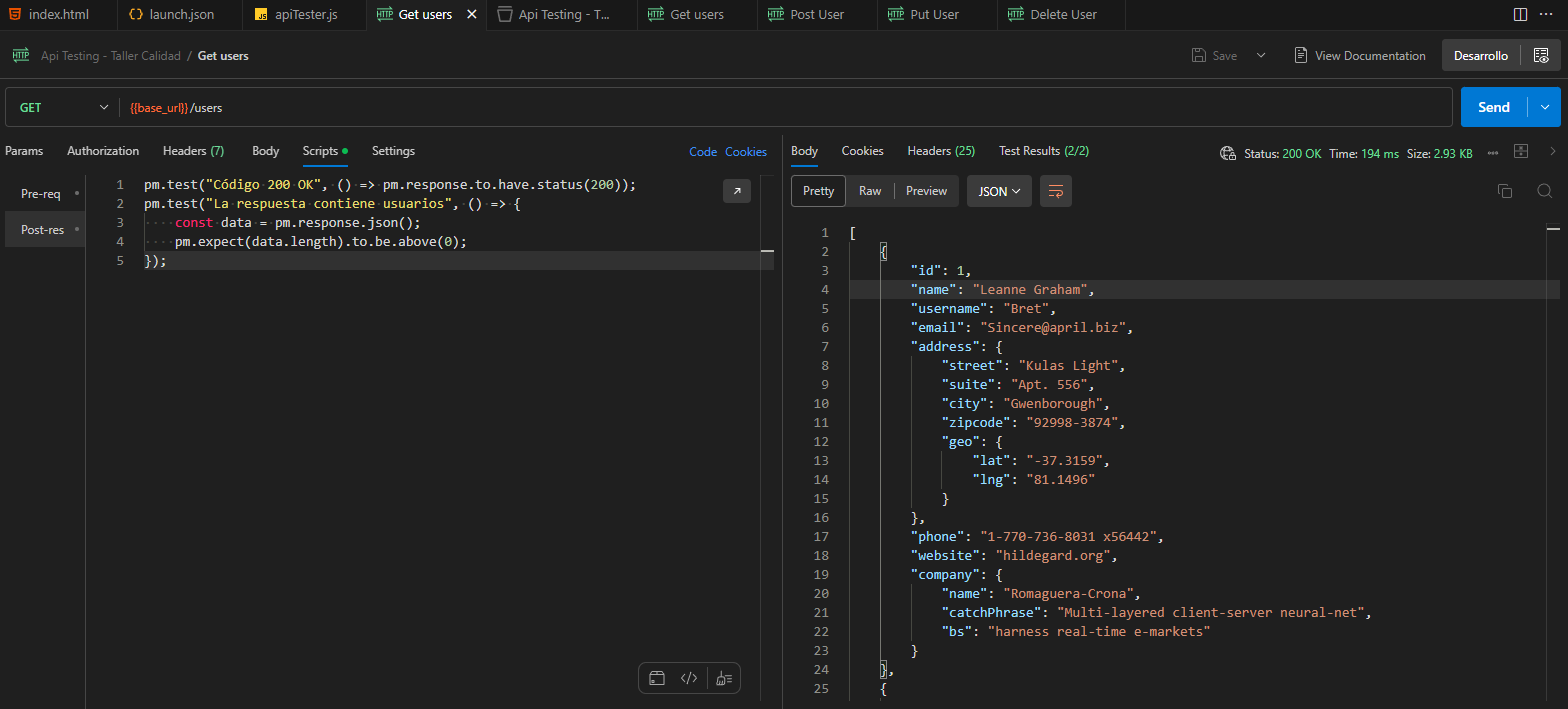 index.html launch.json JS apiTester.js HTTP Get users Api Testing - T... HTTP Get users HTTP Post User HTTP Put User HTTP Delete User
HTTP Api Testing - Taller Calidad / Get users Save View Documentation Desarrollo
GET {{base_url}}/users Send
Params Authorization Headers (7) Body Scripts Settings Code Cookies
Pre-req
Post-res
1 pm.test("Código 200 OK", () => pm.response.to.have.status(200));
2 pm.test("La respuesta contiene usuarios", () => {
3 const data = pm.response.json();
4 pm.expect(data.length).to.be.above(0);
5 });
Body Cookies Headers (25) Test Results (2/2) Status: 200 OK Time: 194 ms Size: 2.93 KB
Pretty Raw Preview JSON
1 [
2 {
3 "id": 1,
4 "name": "Leanne Graham",
5 "username": "Bret",
6 "email": "Sincere@april.biz",
7 "address": {
8 "street": "Kulas Light",
9 "suite": "Apt. 556",
10 "city": "Gwenborough",
11 "zipcode": "92998-3874",
12 "geo": {
13 "lat": "-37.3159",
14 "lng": "81.1496"
15 }
16 },
17 "phone": "1-770-736-8031 x56442",
18 "website": "hildegard.org",
19 "company": {
20 "name": "Romaguera-Crona",
21 "catchPhrase": "Multi-layered client-server neural-net",
22 "bs": "harness real-time e-markets"
23 }
24 },
25 {